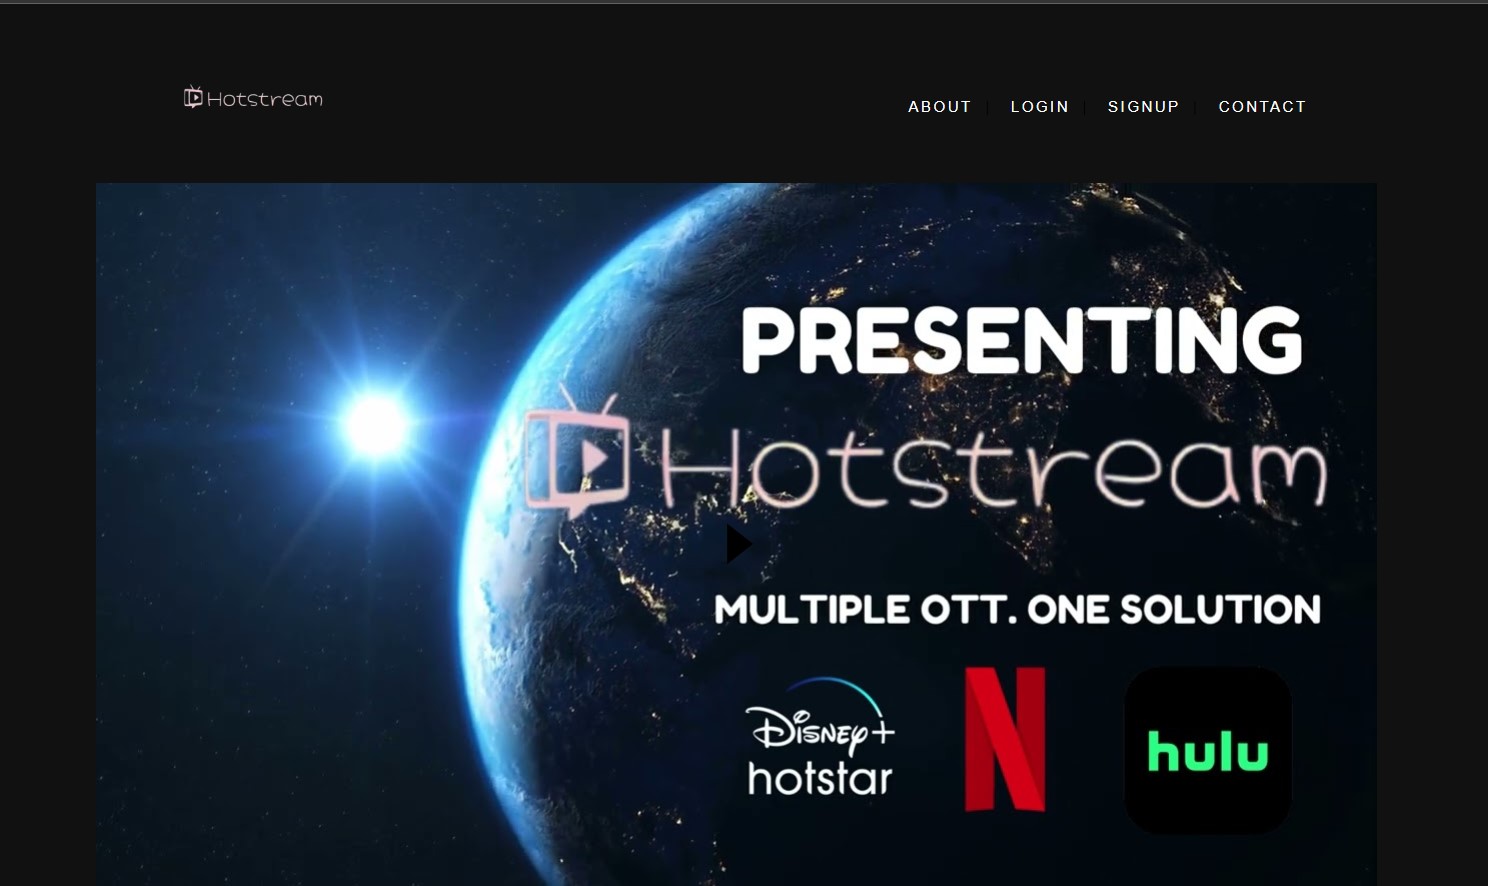 Hotstream
ABOUT | LOGIN | SIGNUP | CONTACT
PRESENTING
Hotstream
MULTIPLE OTT. ONE SOLUTION
Disney+
hotstar
N
hulu